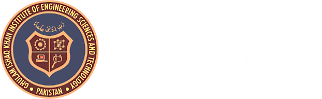 GHULAM ISHAQ KHAN INSTITUTE OF ENGINEERING SCIENCES AND TECHNOLOGY
• PAKISTAN •